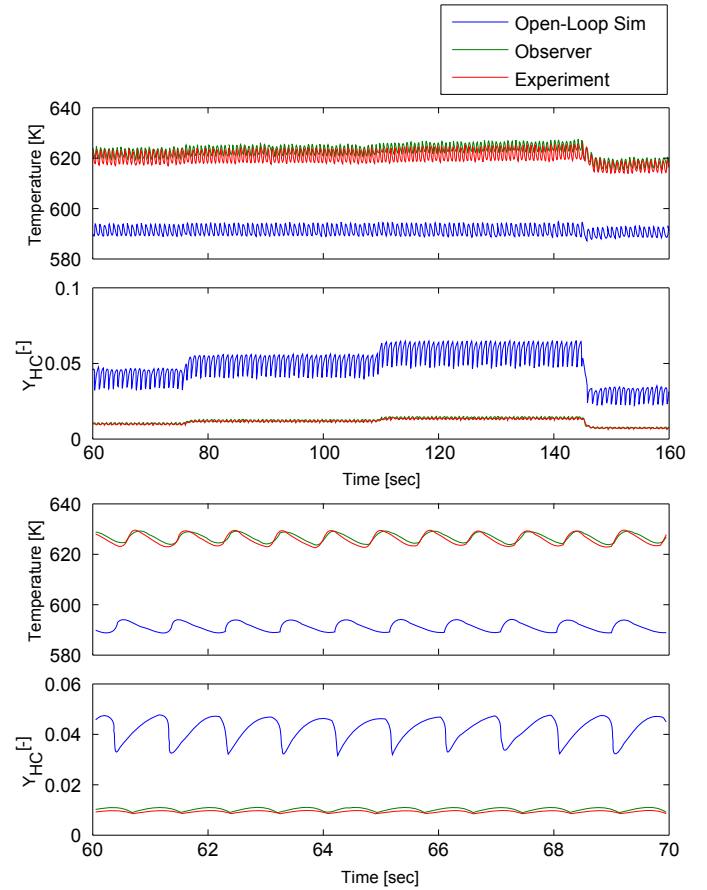 Open-Loop Sim
Observer
Experiment
640
620
600
580
Temperature [K]
0.1
0.05
0
Y_HC[-]
60 80 100 120 140 160
Time [sec]
640
620
600
580
Temperature [K]
0.06
0.04
0.02
0
Y_HC[-]
60 62 64 66 68 70
Time [sec]